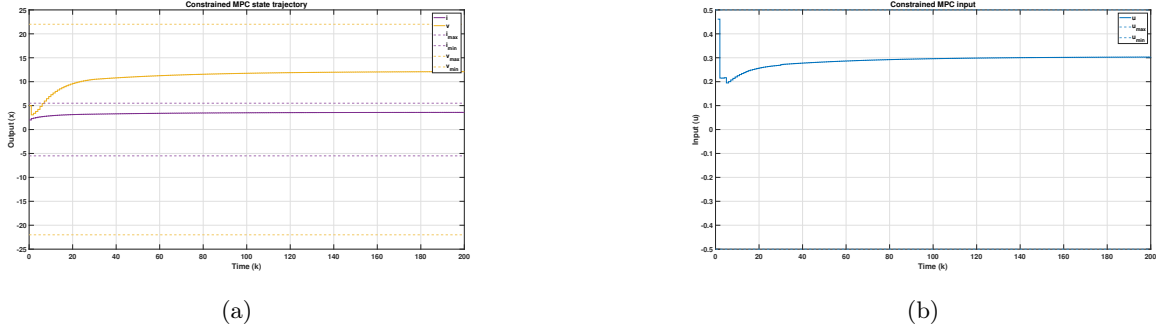 Constrained MPC state trajectory
25
20
15
10
5
0
-5
-10
-15
-20
-25
0 20 40 60 80 100 120 140 160 180 200
Output (x)
Time (k)
i
v
i_max
i_min
v_max
v_min
(a)
Constrained MPC input
0.5
0.4
0.3
0.2
0.1
0
-0.1
-0.2
-0.3
-0.4
-0.5
0 20 40 60 80 100 120 140 160 180 200
Input (u)
Time (k)
u
u_max
u_min
(b)